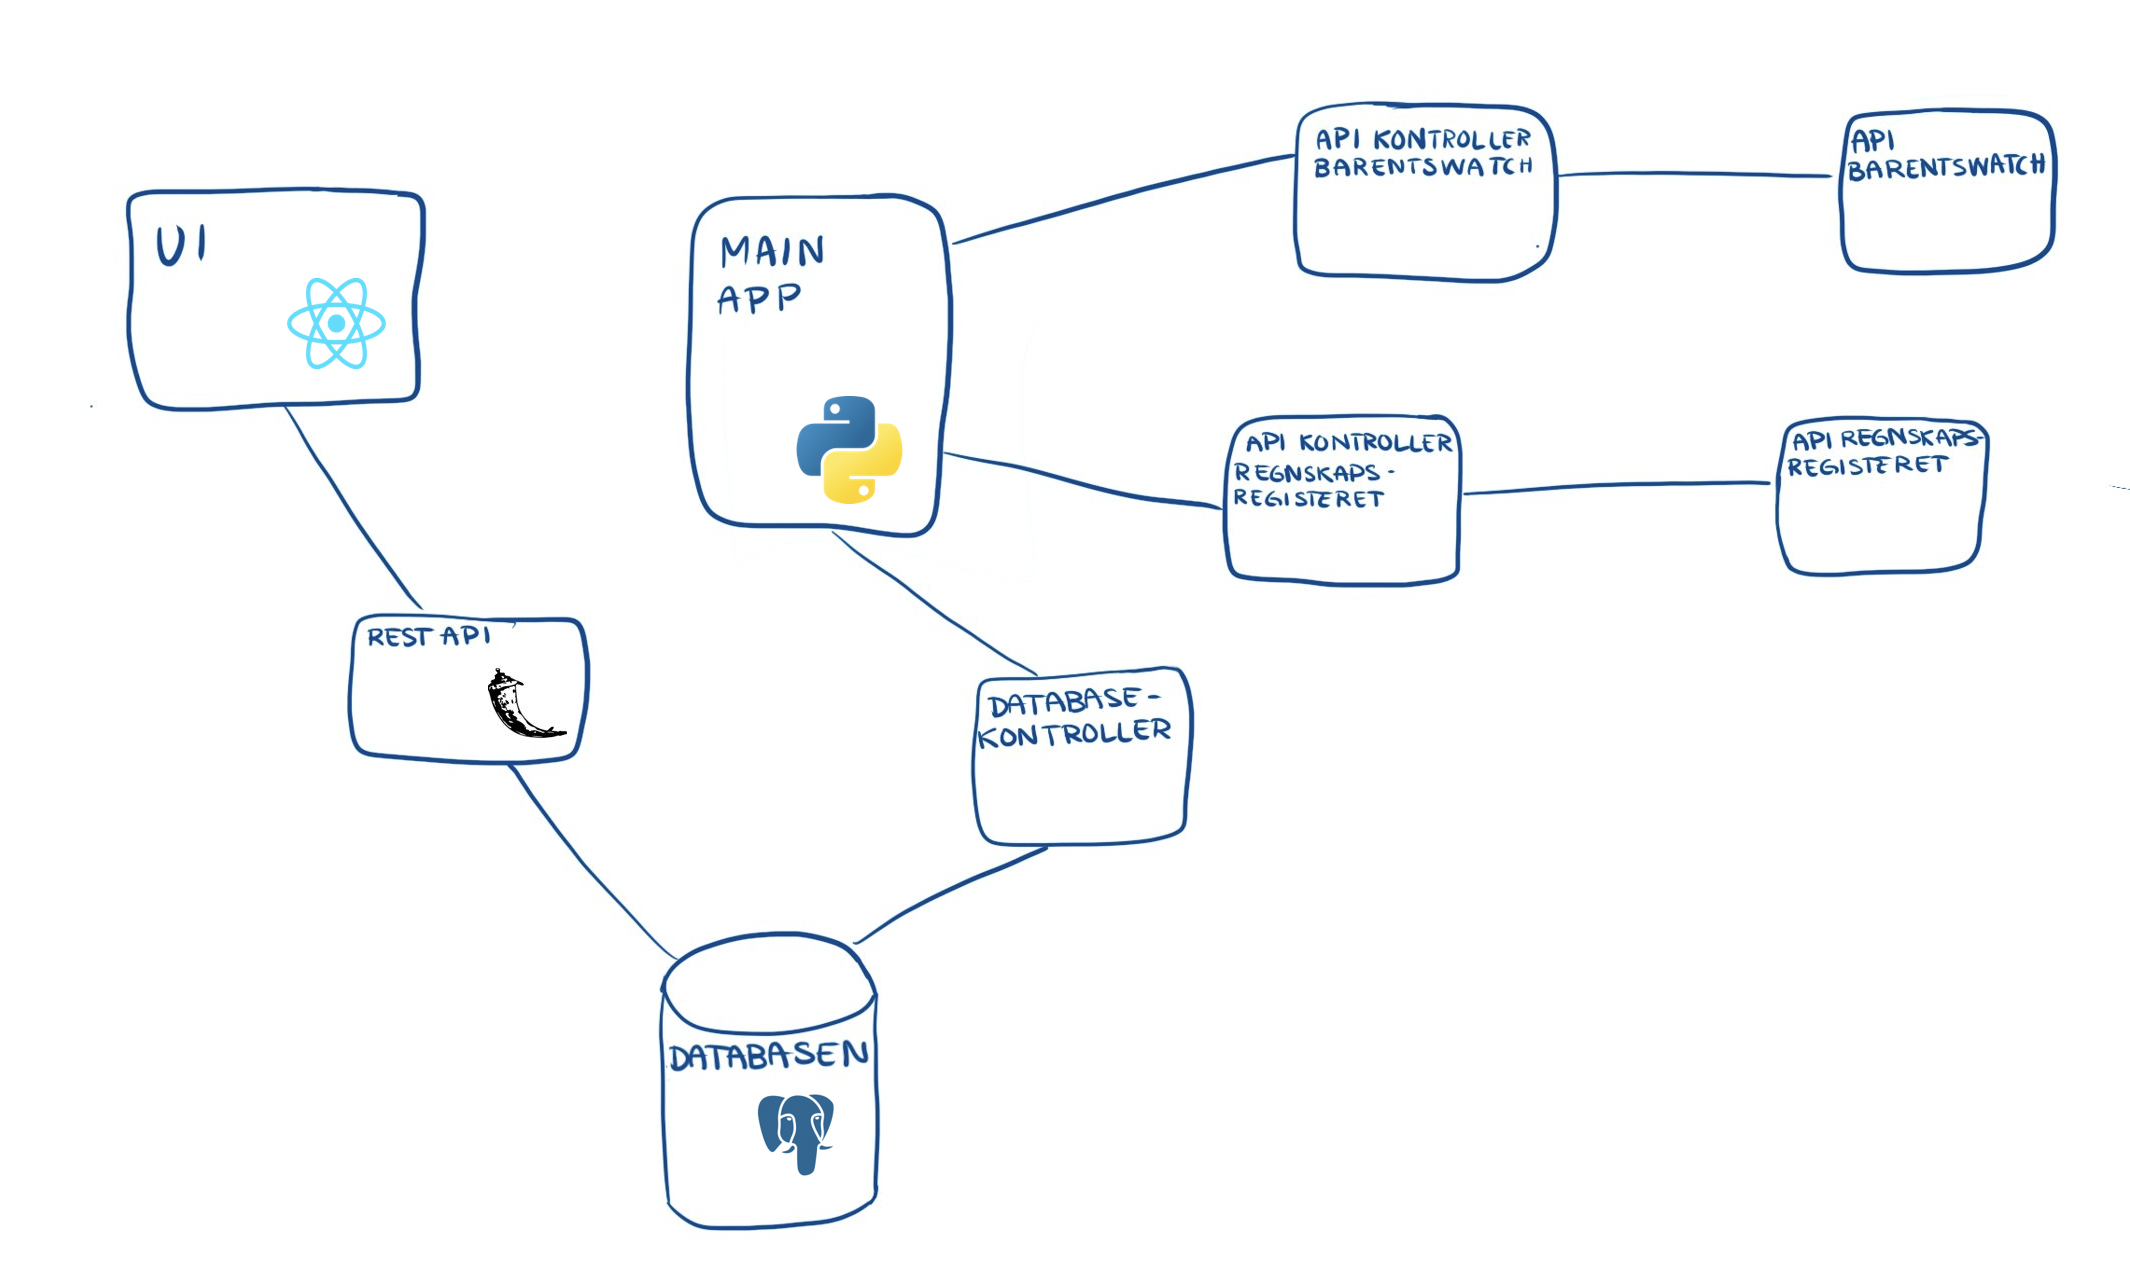 UI
MAIN
APP
API KONTROLLER
BARENTSWATCH
API
BARENTSWATCH
API KONTROLLER
REGNSKAPS-
REGISTERET
API REGNSKAPS-
REGISTERET
REST API
DATABASE-
KONTROLLER
DATABASEN